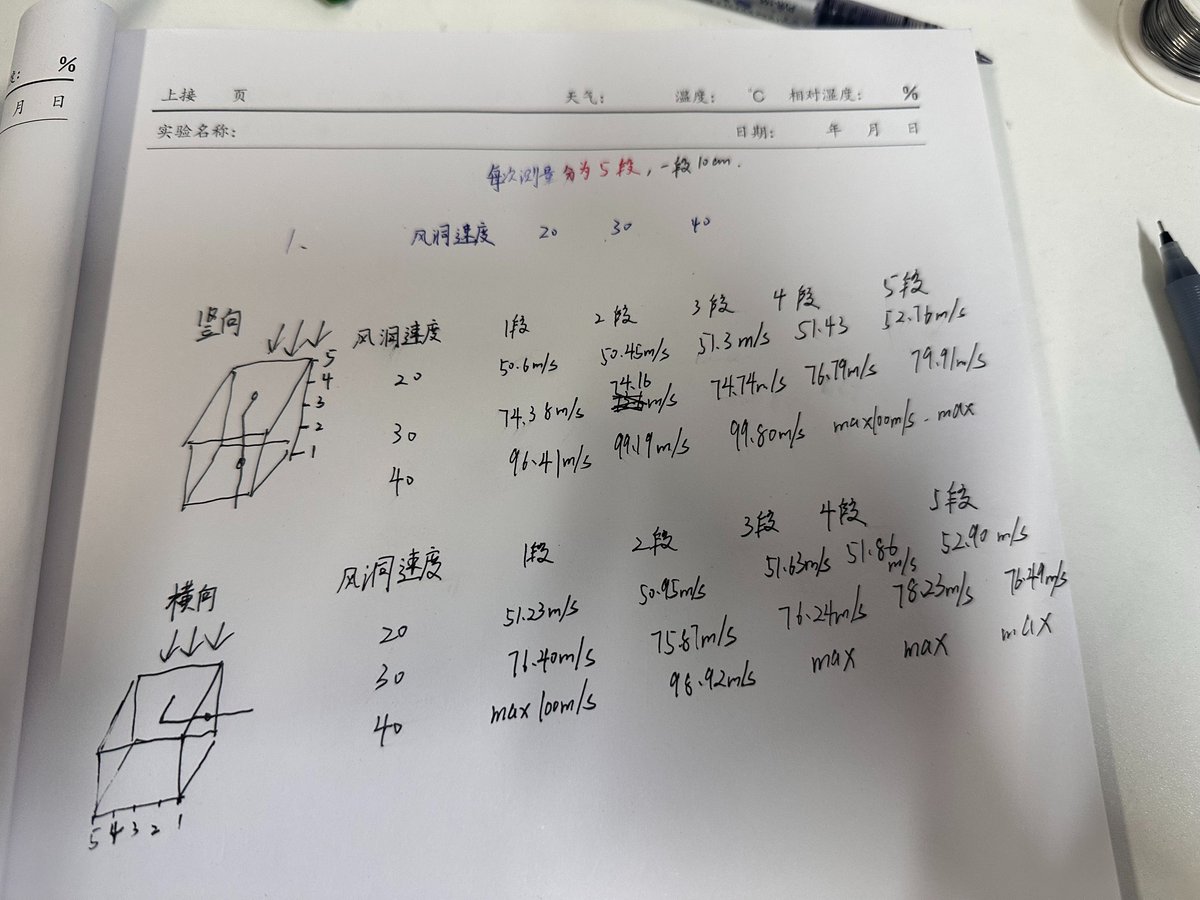 %
月 日
上接 页 天气: 温度: ℃ 相对湿度: %
实验名称: 日期: 年 月 日
每次测量分为5段,一段10cm.
1、 风洞速度 20 30 40
竖向 风洞速度 1段 2段 3段 4段 5段
20 50.6m/s 50.45m/s 51.3m/s 51.43 52.76m/s
30 74.38m/s 74.16m/s 74.74m/s 76.79m/s 79.91m/s
40 96.41m/s 99.19m/s 99.80m/s max100m/s. max
5
4
3
2
1
横向 风洞速度 1段 2段 3段 4段 5段
20 51.23m/s 50.95m/s 51.63m/s 51.86m/s 52.90m/s
30 76.40m/s 75.87m/s 76.24m/s 78.23m/s 76.49m/s
40 max100m/s 98.92m/s max max max
5 4 3 2 1